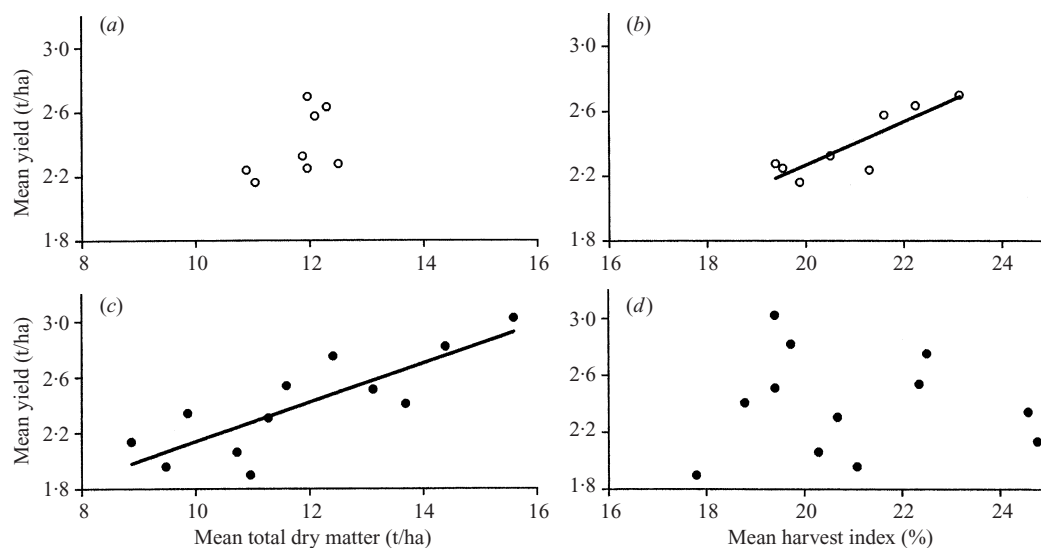 (a)
(b)
Mean yield (t/ha)
3·0
2·6
2·2
1·8
3·0
2·6
2·2
1·8
8 10 12 14 16
16 18 20 22 24
(c)
(d)
Mean yield (t/ha)
3·0
2·6
2·2
1·8
3·0
2·6
2·2
1·8
8 10 12 14 16
16 18 20 22 24
Mean total dry matter (t/ha)
Mean harvest index (%)